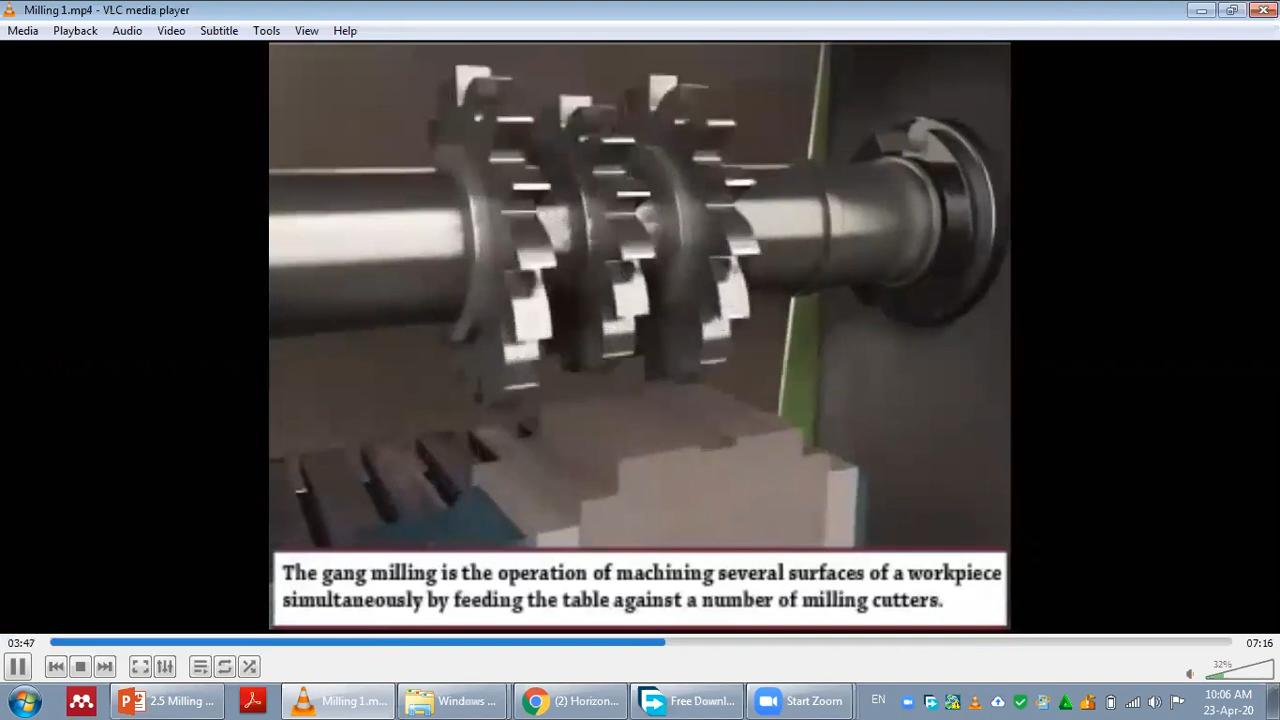 Milling 1.mp4 - VLC media player
Media Playback Audio Video Subtitle Tools View Help
The gang milling is the operation of machining several surfaces of a workpiece
simultaneously by feeding the table against a number of milling cutters.
03:47
07:16
32%
2.5 Milling ...
Milling 1.m...
Windows ...
(2) Horizon...
Free Downl...
Start Zoom
EN
10:06 AM
23-Apr-20